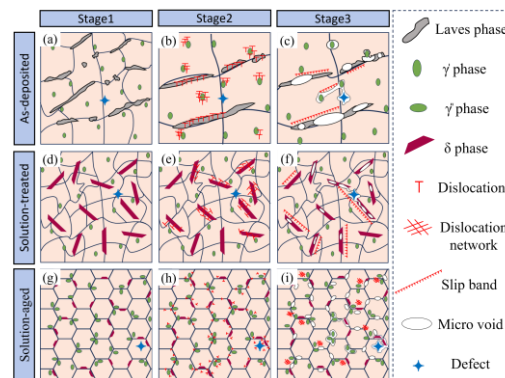 Stage1
Stage2
Stage3
As-deposited
(a)
(b)
(c)
Solution-treated
(d)
(e)
(f)
Solution-aged
(g)
(h)
(i)
Laves phase
γ' phase
γ' phase
δ phase
Dislocation
Dislocation
network
Slip band
Micro void
Defect